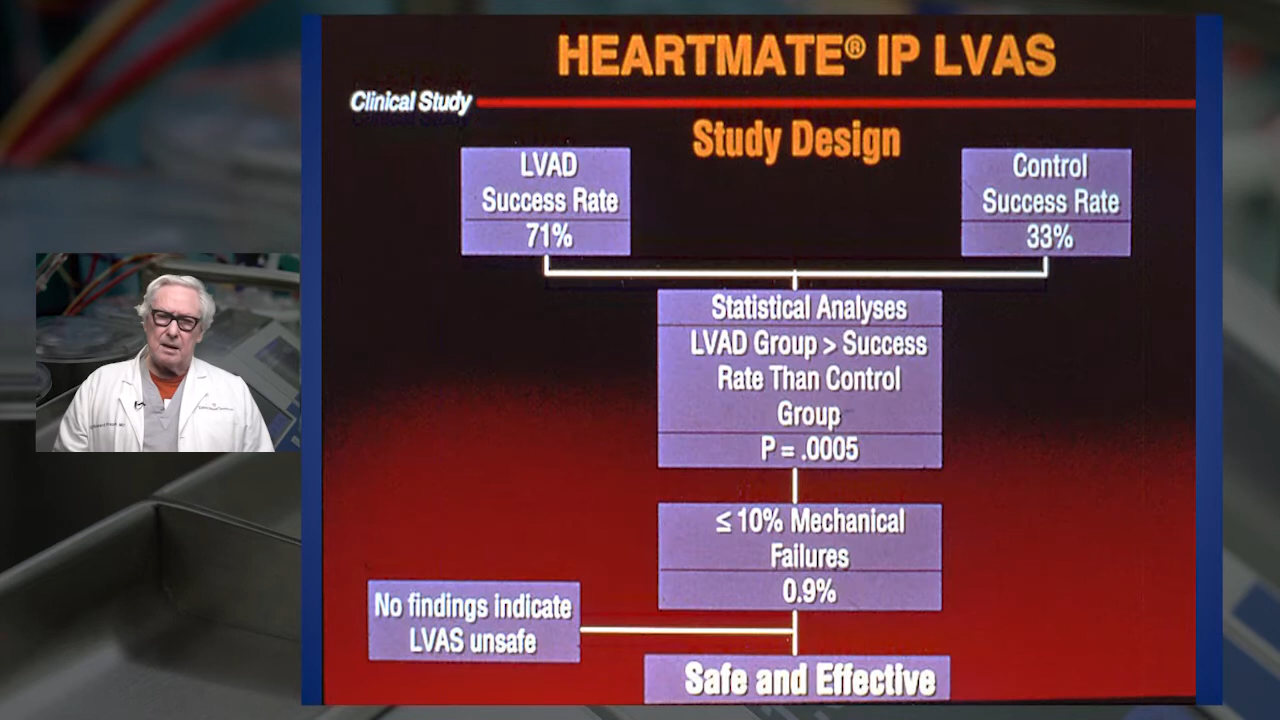 HEARTMATE® IP LVAS
Clinical Study
Study Design
LVAD
Success Rate
71%
Control
Success Rate
33%
Statistical Analyses
LVAD Group > Success
Rate Than Control
Group
P = .0005
≤ 10% Mechanical
Failures
0.9%
No findings indicate
LVAS unsafe
Safe and Effective